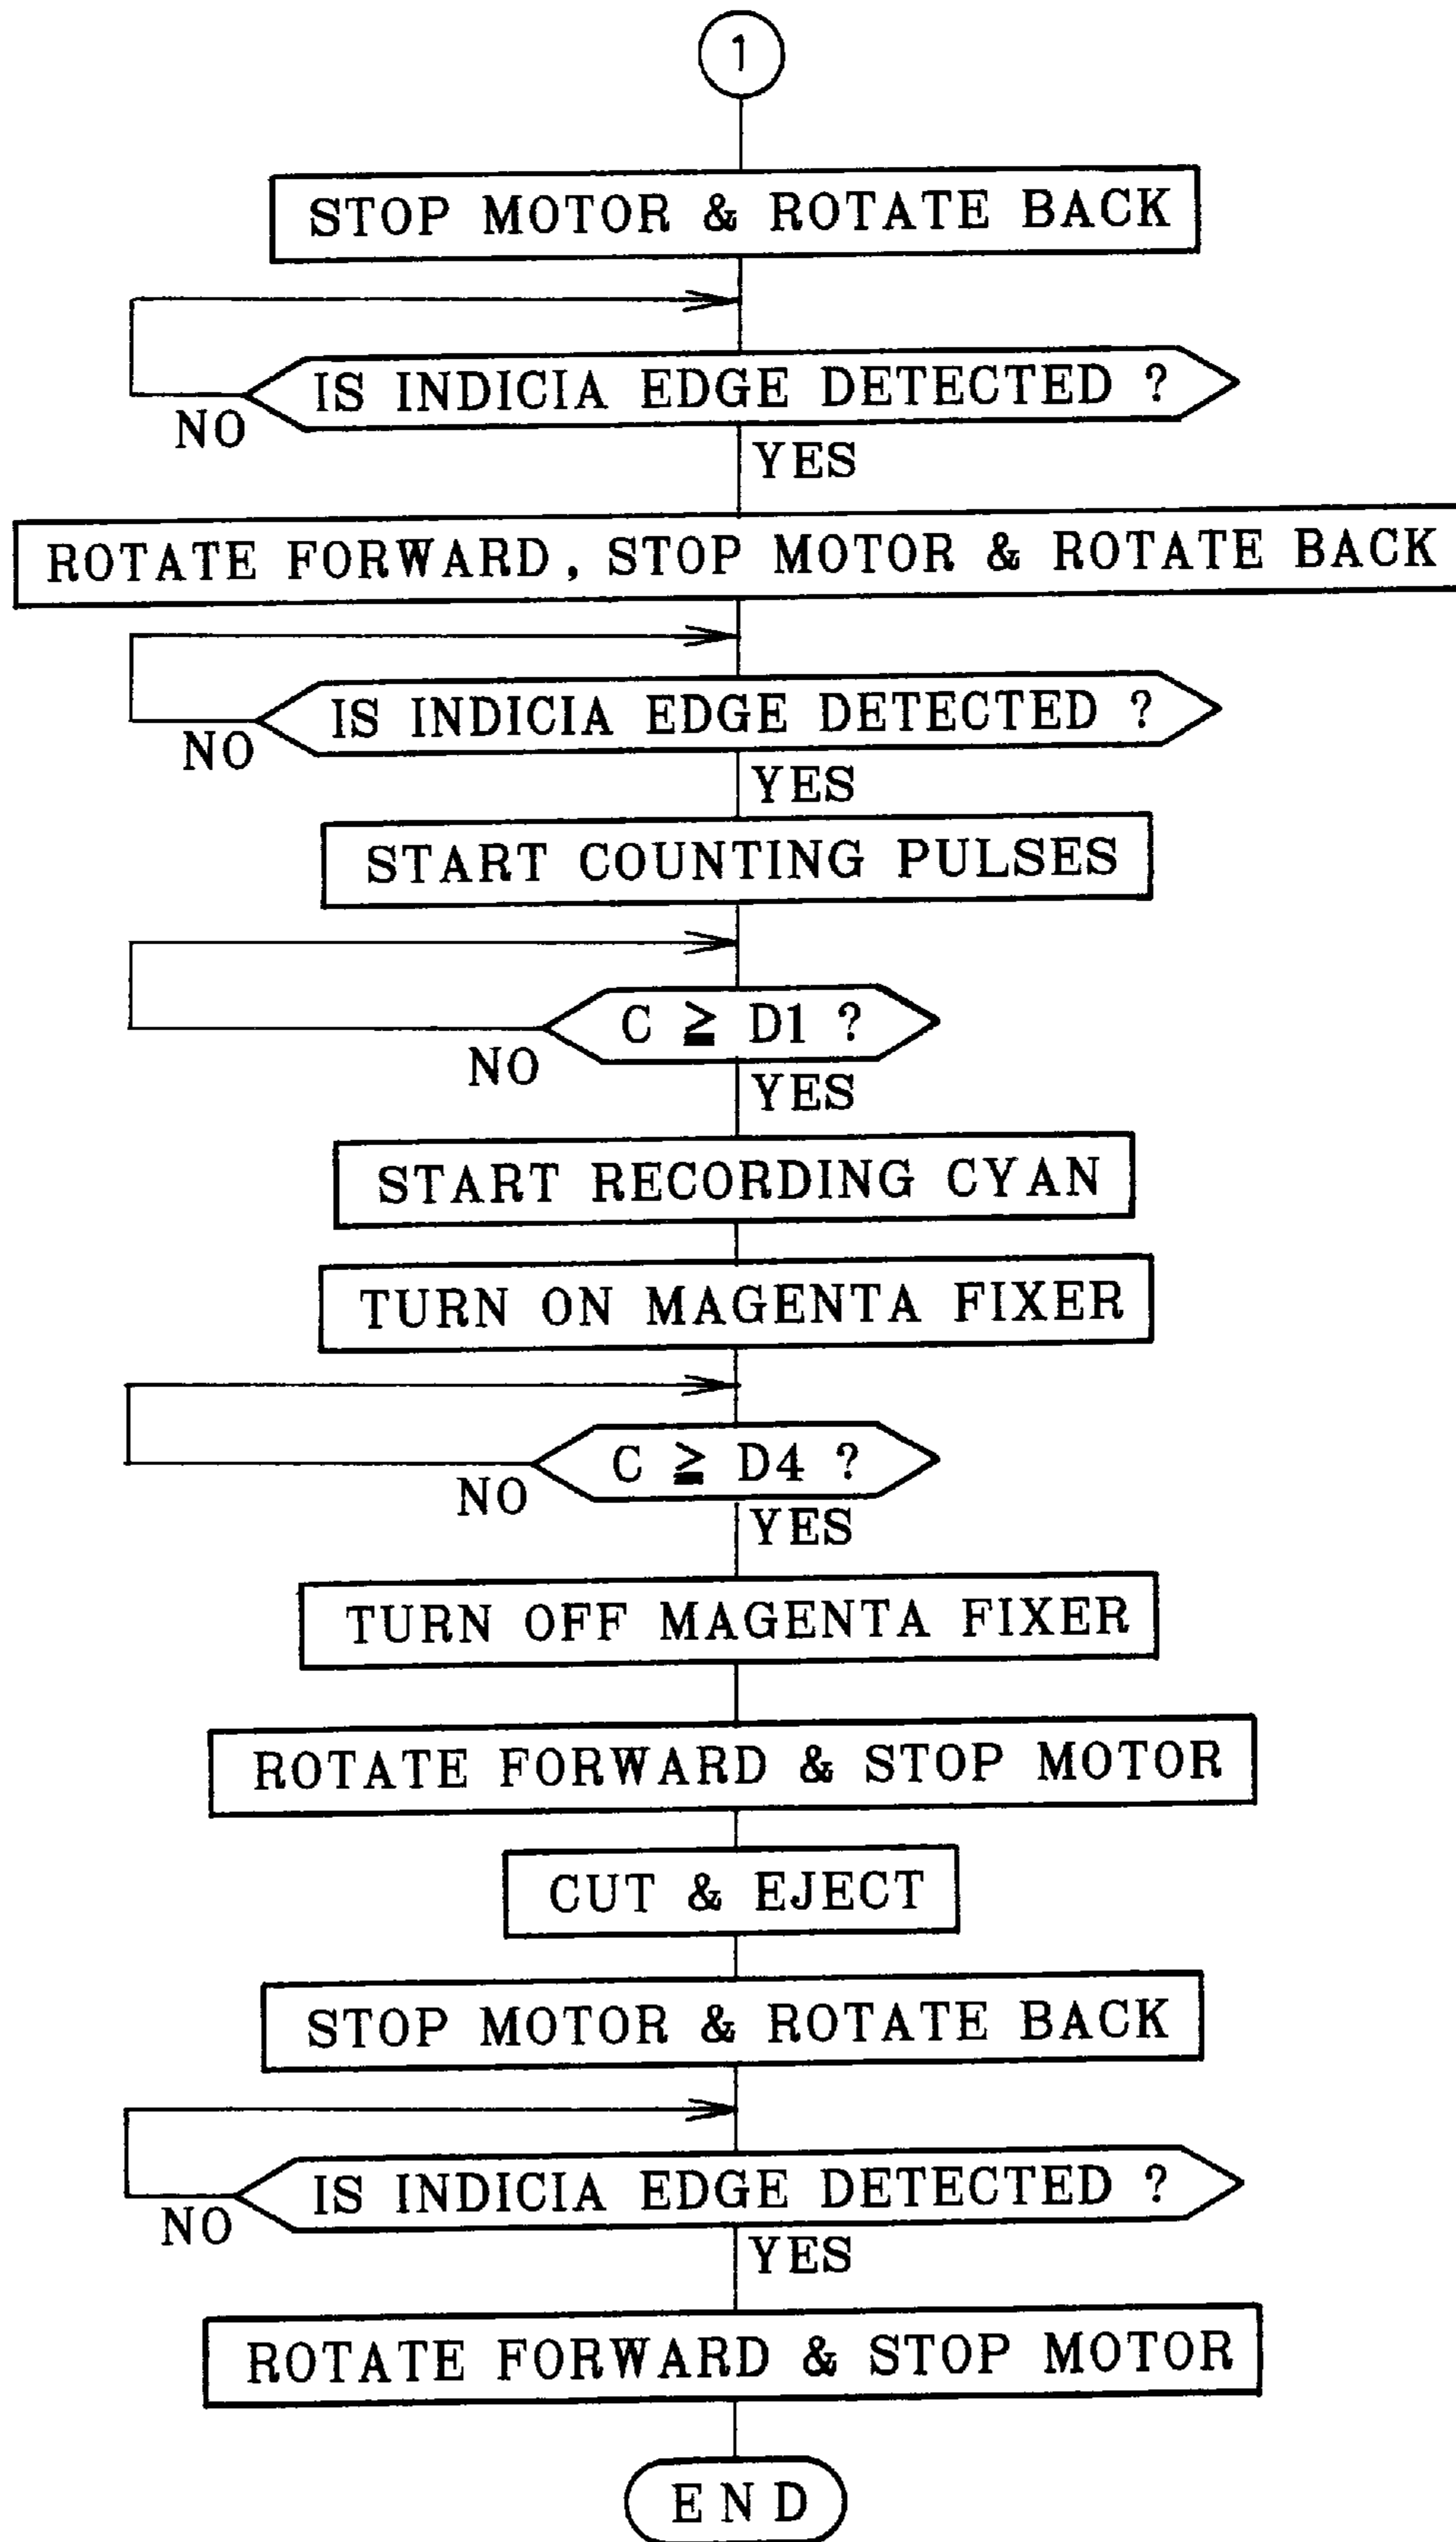 1
STOP MOTOR & ROTATE BACK
IS INDICIA EDGE DETECTED ?
NO
YES
ROTATE FORWARD, STOP MOTOR & ROTATE BACK
IS INDICIA EDGE DETECTED ?
NO
YES
START COUNTING PULSES
C ≧ D1 ?
NO
YES
START RECORDING CYAN
TURN ON MAGENTA FIXER
C ≧ D4 ?
NO
YES
TURN OFF MAGENTA FIXER
ROTATE FORWARD & STOP MOTOR
CUT & EJECT
STOP MOTOR & ROTATE BACK
IS INDICIA EDGE DETECTED ?
NO
YES
ROTATE FORWARD & STOP MOTOR
END